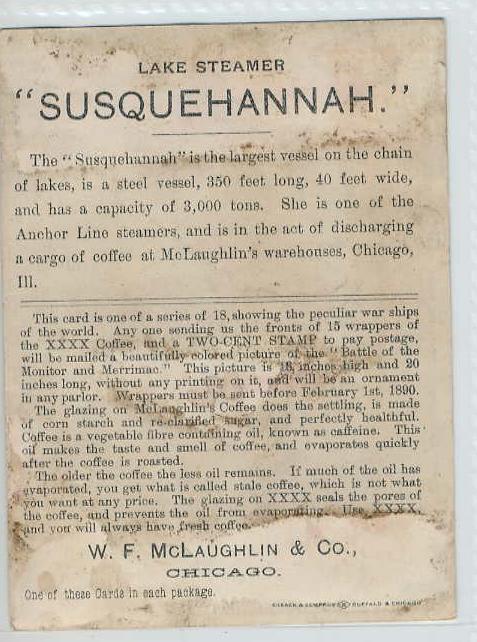 LAKE STEAMER
"SUSQUEHANNAH."
The "Susquehannah" is the largest vessel on the chain
of lakes, is a steel vessel, 350 feet long, 40 feet wide,
and has a capacity of 3,000 tons. She is one of the
Anchor Line steamers, and is in the act of discharging
a cargo of coffee at McLaughlin's warehouses, Chicago,
Ill.
This card is one of a series of 18, showing the peculiar war ships
of the world. Any one sending us the fronts of 15 wrappers of
the XXXX Coffee, and a TWO-CENT STAMP to pay postage,
will be mailed a beautifully colored picture of the "Battle of the
Monitor and Merrimac." This picture is 18 inches high and 20
inches long, without any printing on it, and will be an ornament
in any parlor. Wrappers must be sent before February 1st, 1890.
The glazing on McLaughlin's Coffee does the settling, is made
of corn starch and re-clarified sugar, and perfectly healthful.
Coffee is a vegetable fibre containing oil, known as caffeine. This
oil makes the taste and smell of coffee, and evaporates quickly
after the coffee is roasted.
The older the coffee the less oil remains. If much of the oil has
evaporated, you get what is called stale coffee, which is not what
you want at any price. The glazing on XXXX seals the pores of
the coffee, and prevents the oil from evaporating. Use XXXX,
and you will always have fresh coffee.
W. F. McLAUGHLIN & Co.,
CHICAGO.
One of these Cards in each package.
BUFFALO & CHICAGO